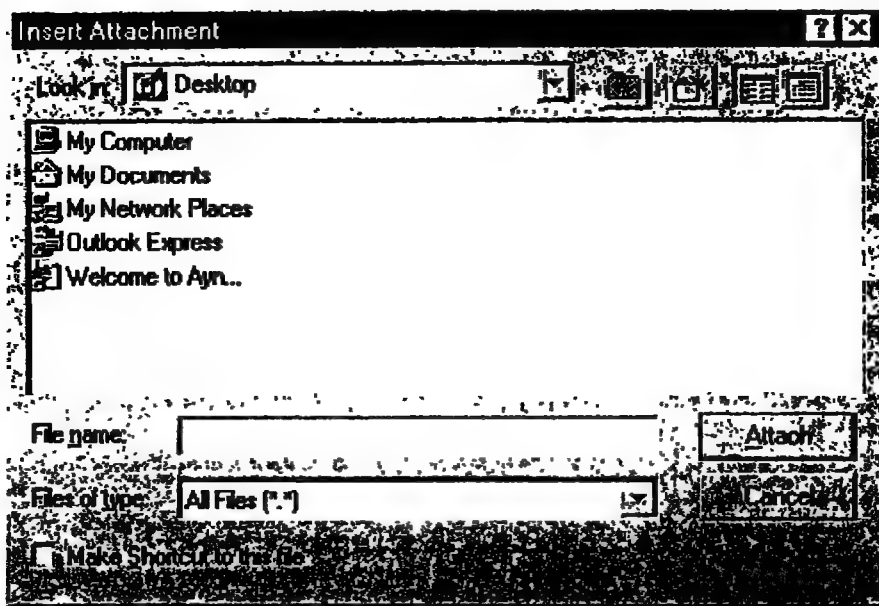 Insert Attachment
Look in: Desktop
My Computer
My Documents
My Network Places
Outlook Express
Welcome to Ayn...
File name:
Attach
Files of type: All Files (*.*)
Cancel
Make Shortcut to this file